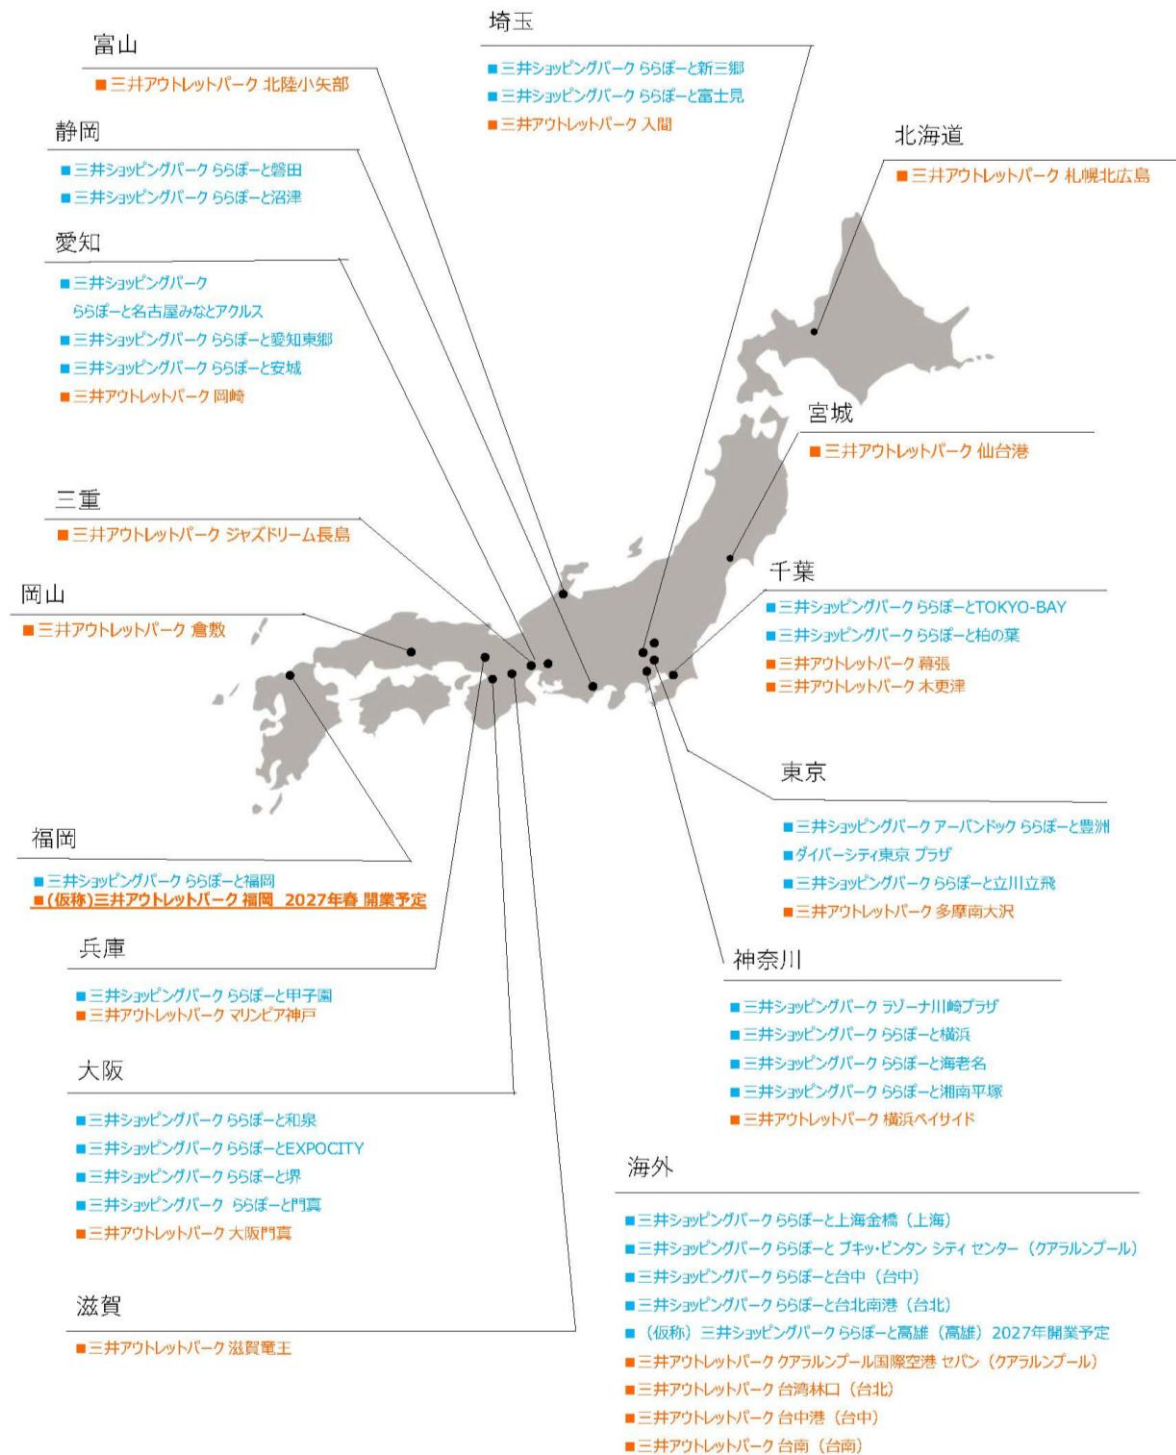 富山
■三井アウトレットパーク 北陸小矢部
静岡
■三井ショッピングパーク ららぽーと磐田
■三井ショッピングパーク ららぽーと沼津
愛知
■三井ショッピングパーク
ららぽーと名古屋みなとアクルス
■三井ショッピングパーク ららぽーと愛知東郷
■三井ショッピングパーク ららぽーと安城
■三井アウトレットパーク 岡崎
三重
■三井アウトレットパーク ジャズドリーム長島
岡山
■三井アウトレットパーク 倉敷
埼玉
■三井ショッピングパーク ららぽーと新三郷
■三井ショッピングパーク ららぽーと富士見
■三井アウトレットパーク 入間
北海道
■三井アウトレットパーク 札幌北広島
宮城
■三井アウトレットパーク 仙台港
千葉
■三井ショッピングパーク ららぽーとTOKYO-BAY
■三井ショッピングパーク ららぽーと柏の葉
■三井アウトレットパーク 幕張
■三井アウトレットパーク 木更津
東京
■三井ショッピングパーク アーバンドック ららぽーと豊洲
■ダイバーシティ東京 プラザ
■三井ショッピングパーク ららぽーと立川立飛
■三井アウトレットパーク 多摩南大沢
福岡
■三井ショッピングパーク ららぽーと福岡
■(仮称)三井アウトレットパーク 福岡 2027年春 開業予定
兵庫
■三井ショッピングパーク ららぽーと甲子園
■三井アウトレットパーク マリンピア神戸
大阪
■三井ショッピングパーク ららぽーと和泉
■三井ショッピングパーク ららぽーとEXPOCITY
■三井ショッピングパーク ららぽーと堺
■三井ショッピングパーク ららぽーと門真
■三井アウトレットパーク 大阪門真
滋賀
■三井アウトレットパーク 滋賀竜王
神奈川
■三井ショッピングパーク ラゾーナ川崎プラザ
■三井ショッピングパーク ららぽーと横浜
■三井ショッピングパーク ららぽーと海老名
■三井ショッピングパーク ららぽーと湘南平塚
■三井アウトレットパーク 横浜ベイサイド
海外
■三井ショッピングパーク ららぽーと上海金橋（上海）
■三井ショッピングパーク ららぽーと ブキッ・ビンタン シティ センター（クアラルンプール）
■三井ショッピングパーク ららぽーと台中（台中）
■三井ショッピングパーク ららぽーと台北南港（台北）
■（仮称）三井ショッピングパーク ららぽーと高雄（高雄）2027年開業予定
■三井アウトレットパーク クアラルンプール国際空港 セパン（クアラルンプール）
■三井アウトレットパーク 台湾林口（台北）
■三井アウトレットパーク 台中港（台中）
■三井アウトレットパーク 台南（台南）